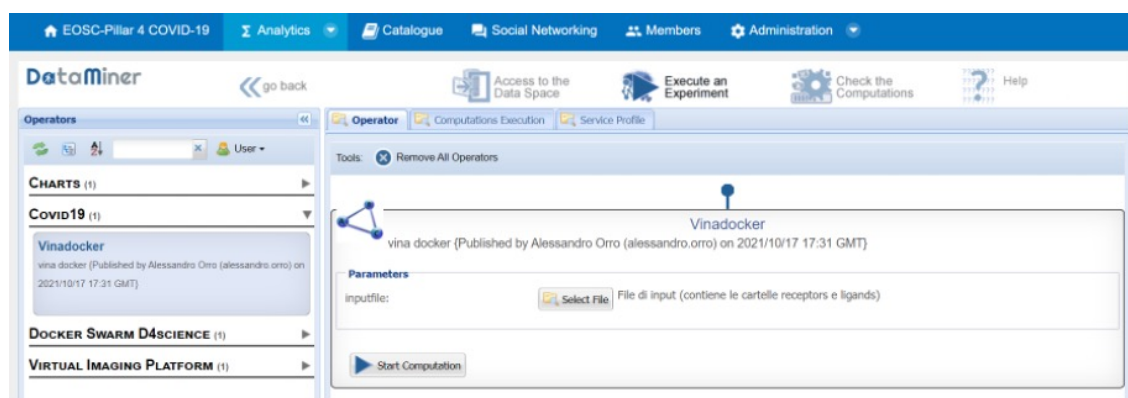 EOSC-Pillar 4 COVID-19 Analytics Catalogue Social Networking Members Administration
DataMiner
go back
Access to the
Data Space
Execute an
Experiment
Check the
Computations
Help
Operators
Operator Computations Execution Service Profile
User
Tools: Remove All Operators
CHARTS (1)
COVID19 (1)
Vinadocker
vina docker {Published by Alessandro Orro (alessandro.orro) on
2021/10/17 17:31 GMT}
DOCKER SWARM D4SCIENCE (1)
VIRTUAL IMAGING PLATFORM (1)
Vinadocker
vina docker {Published by Alessandro Orro (alessandro.orro) on 2021/10/17 17:31 GMT}
Parameters
inputfile: Select File File di input (contiene le cartelle receptors e ligands)
Start Computation